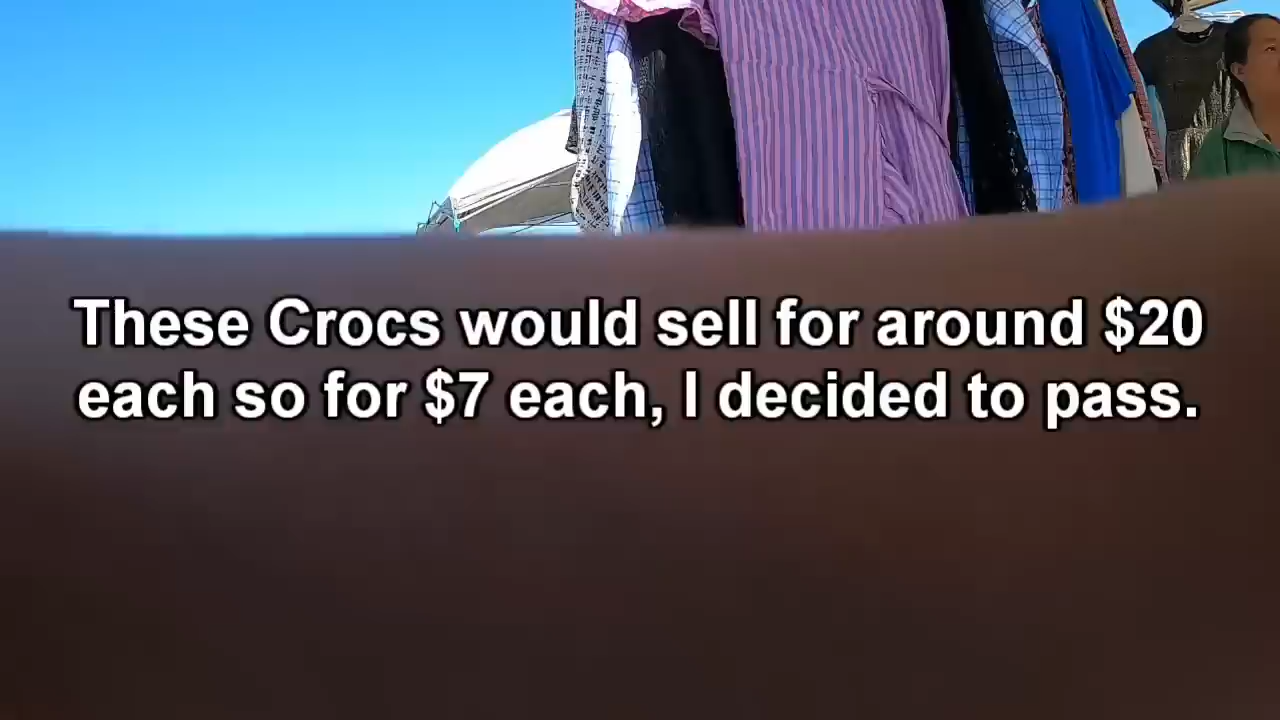 These Crocs would sell for around $20
each so for $7 each, I decided to pass.